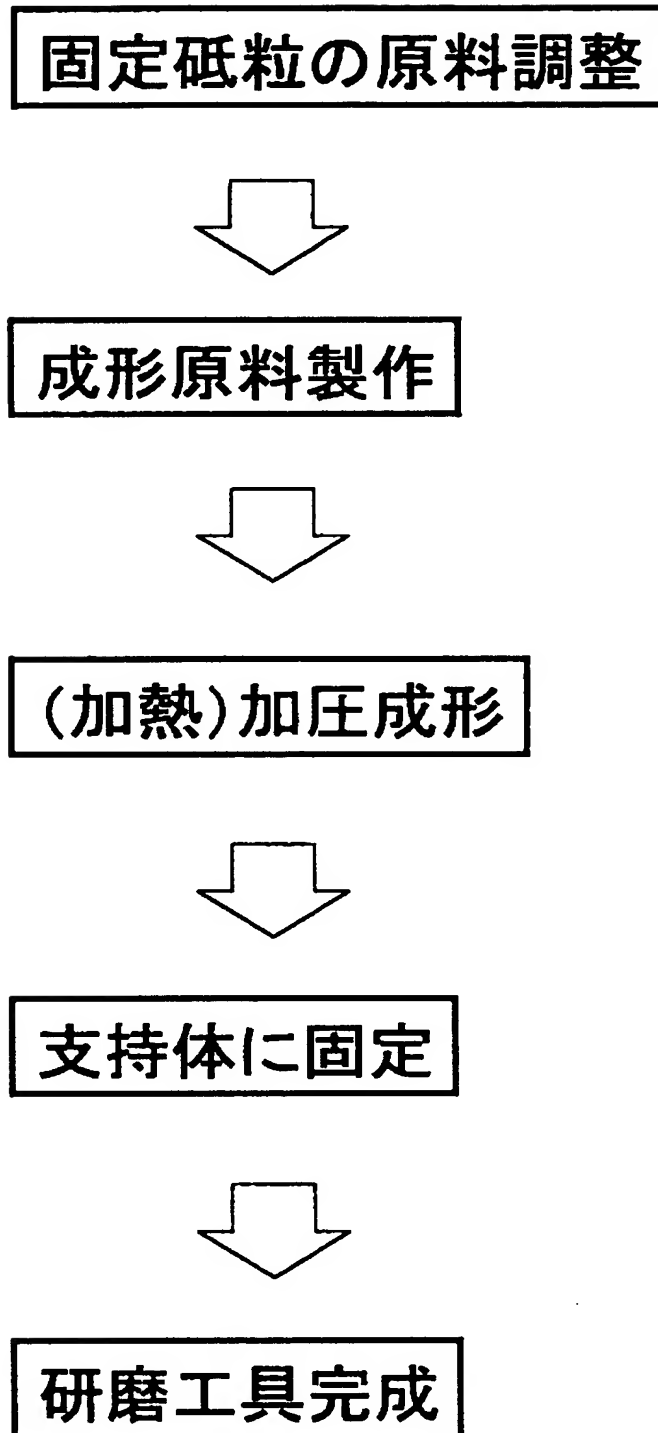 固定砥粒の原料調整
成形原料製作
(加熱)加圧成形
支持体に固定
研磨工具完成